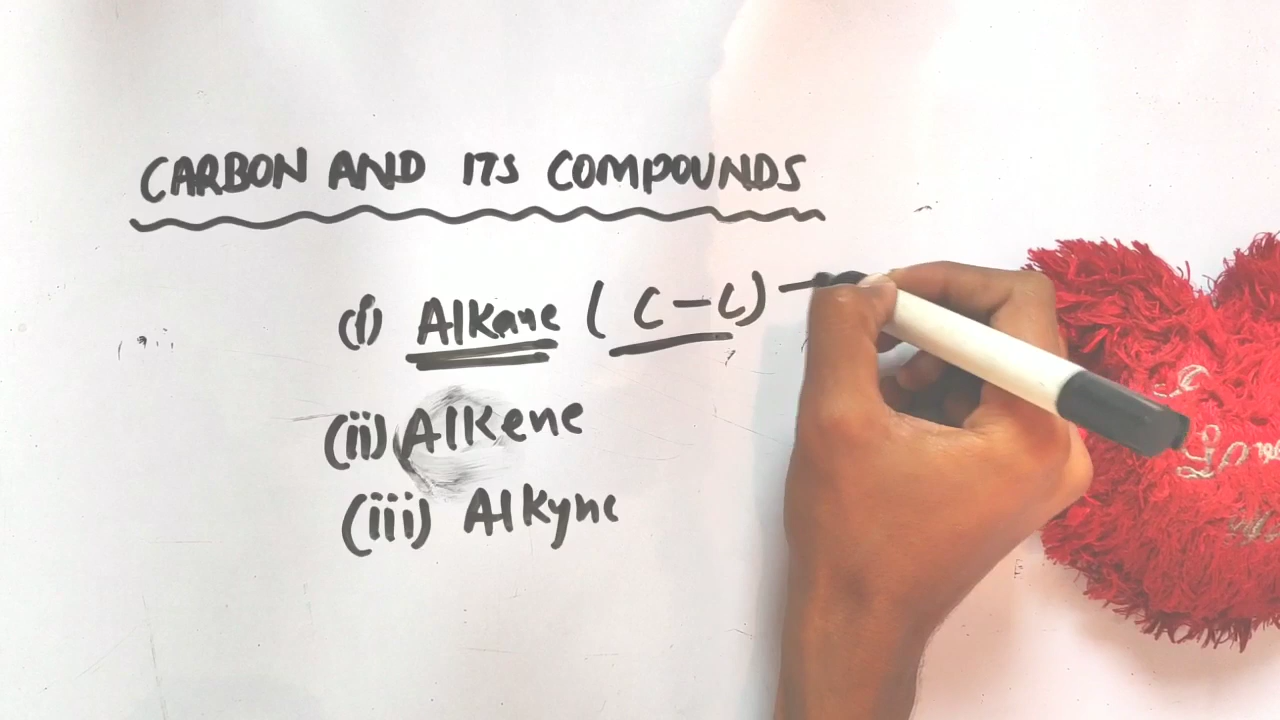 CARBON AND ITS COMPOUNDS
(i) Alkane (C-C) -
(ii) Alkene
(iii) Alkyne